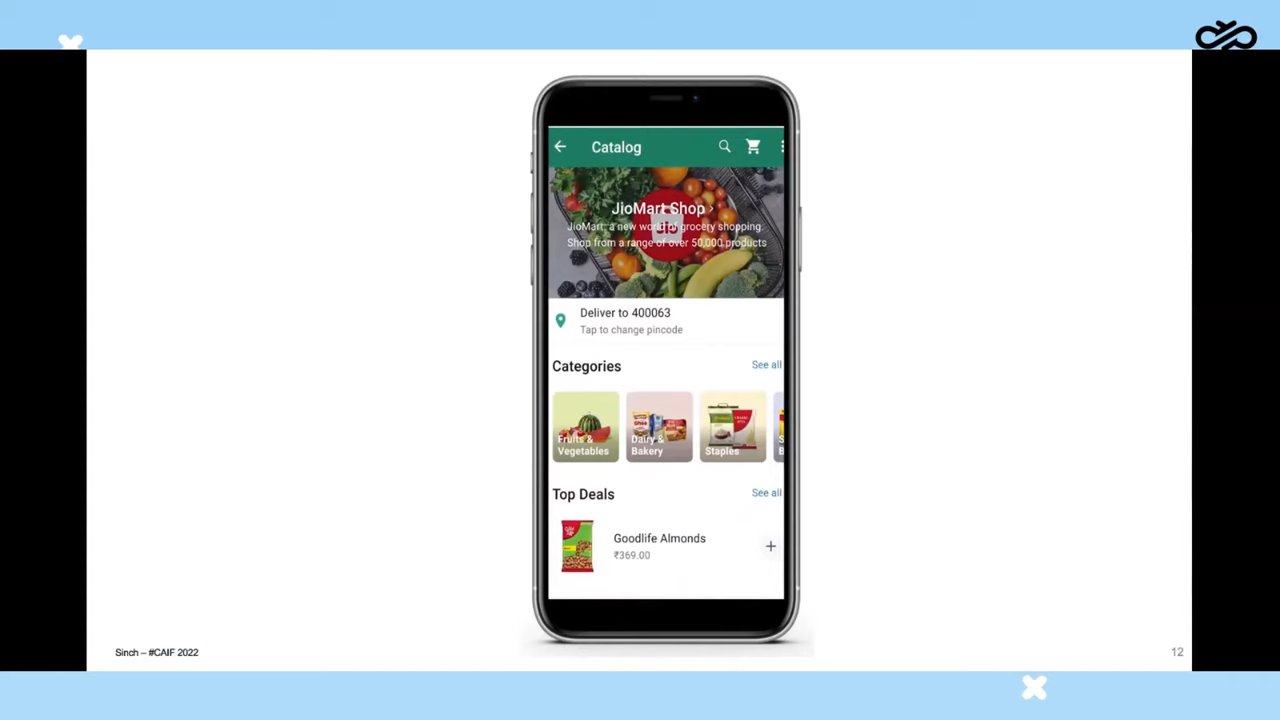 Catalog
JioMart Shop ›
JioMart: a new world of grocery shopping.
Shop from a range of over 50,000 products
Deliver to 400063
Tap to change pincode
Categories
See all
Fruits &
Vegetables
Dairy &
Bakery
Staples
S
B
Top Deals
See all
Goodlife Almonds
₹369.00
+
Sinch – #CAIF 2022
12